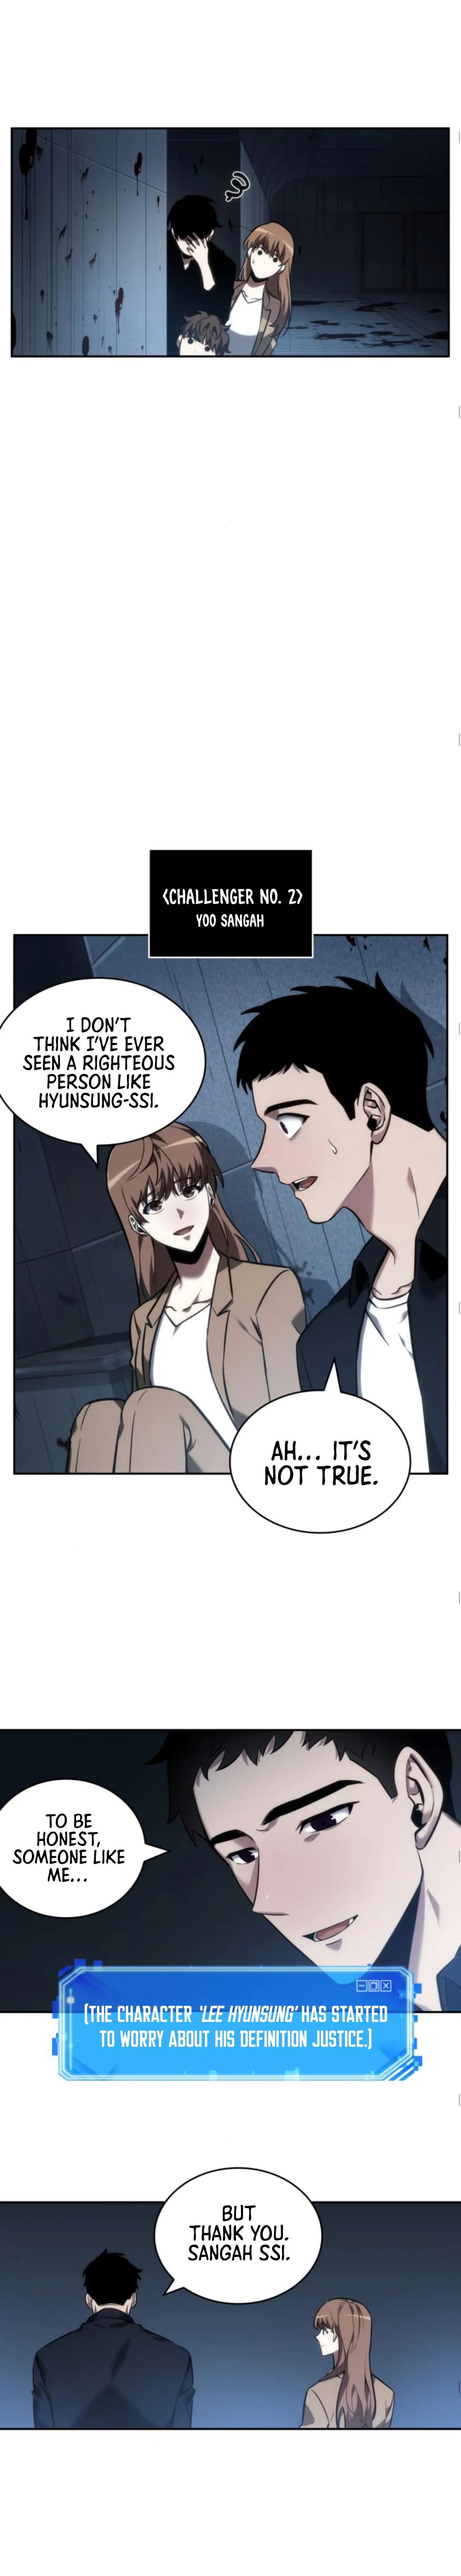 <CHALLENGER NO. 2>
YOO SANGAH
I DON'T
THINK I'VE EVER
SEEN A RIGHTEOUS
PERSON LIKE
HYUNSUNG-SSI.
AH... IT'S
NOT TRUE.
TO BE
HONEST,
SOMEONE LIKE
ME...
[THE CHARACTER 'LEE HYUNSUNG' HAS STARTED
TO WORRY ABOUT HIS DEFINITION JUSTICE.]
BUT
THANK YOU.
SANGAH SSI.